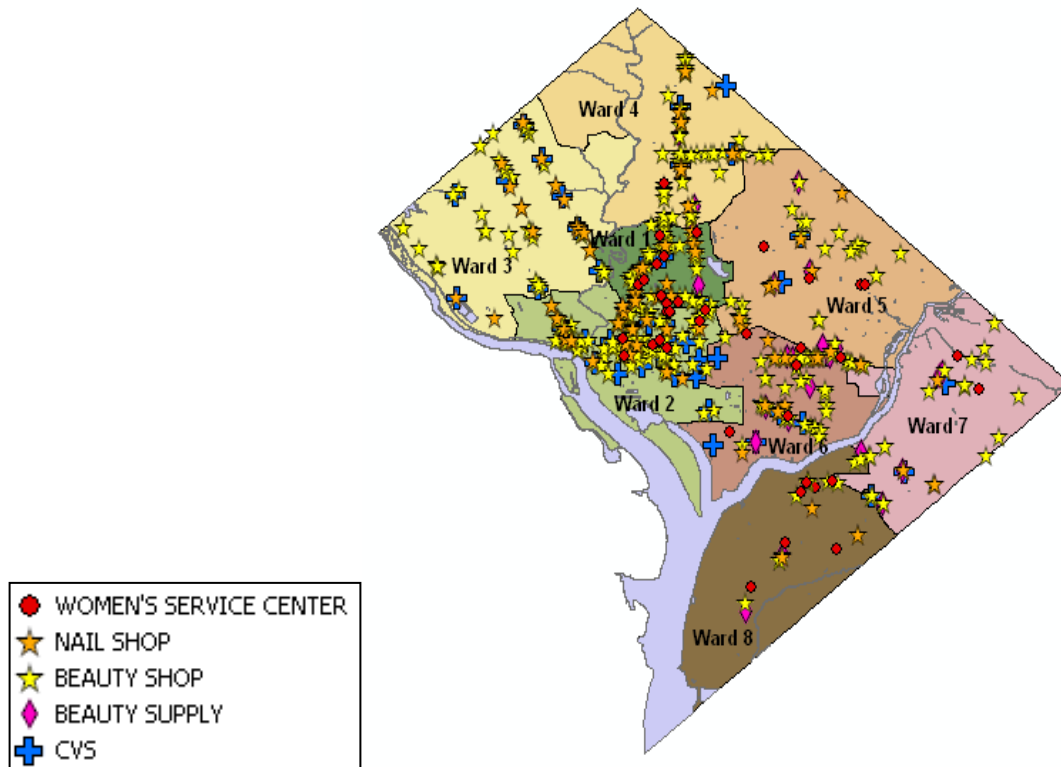 Ward 4
Ward 1
Ward 3
Ward 5
Ward 2
Ward 7
Ward 6
Ward 8
WOMEN'S SERVICE CENTER
NAIL SHOP
BEAUTY SHOP
BEAUTY SUPPLY
CVS